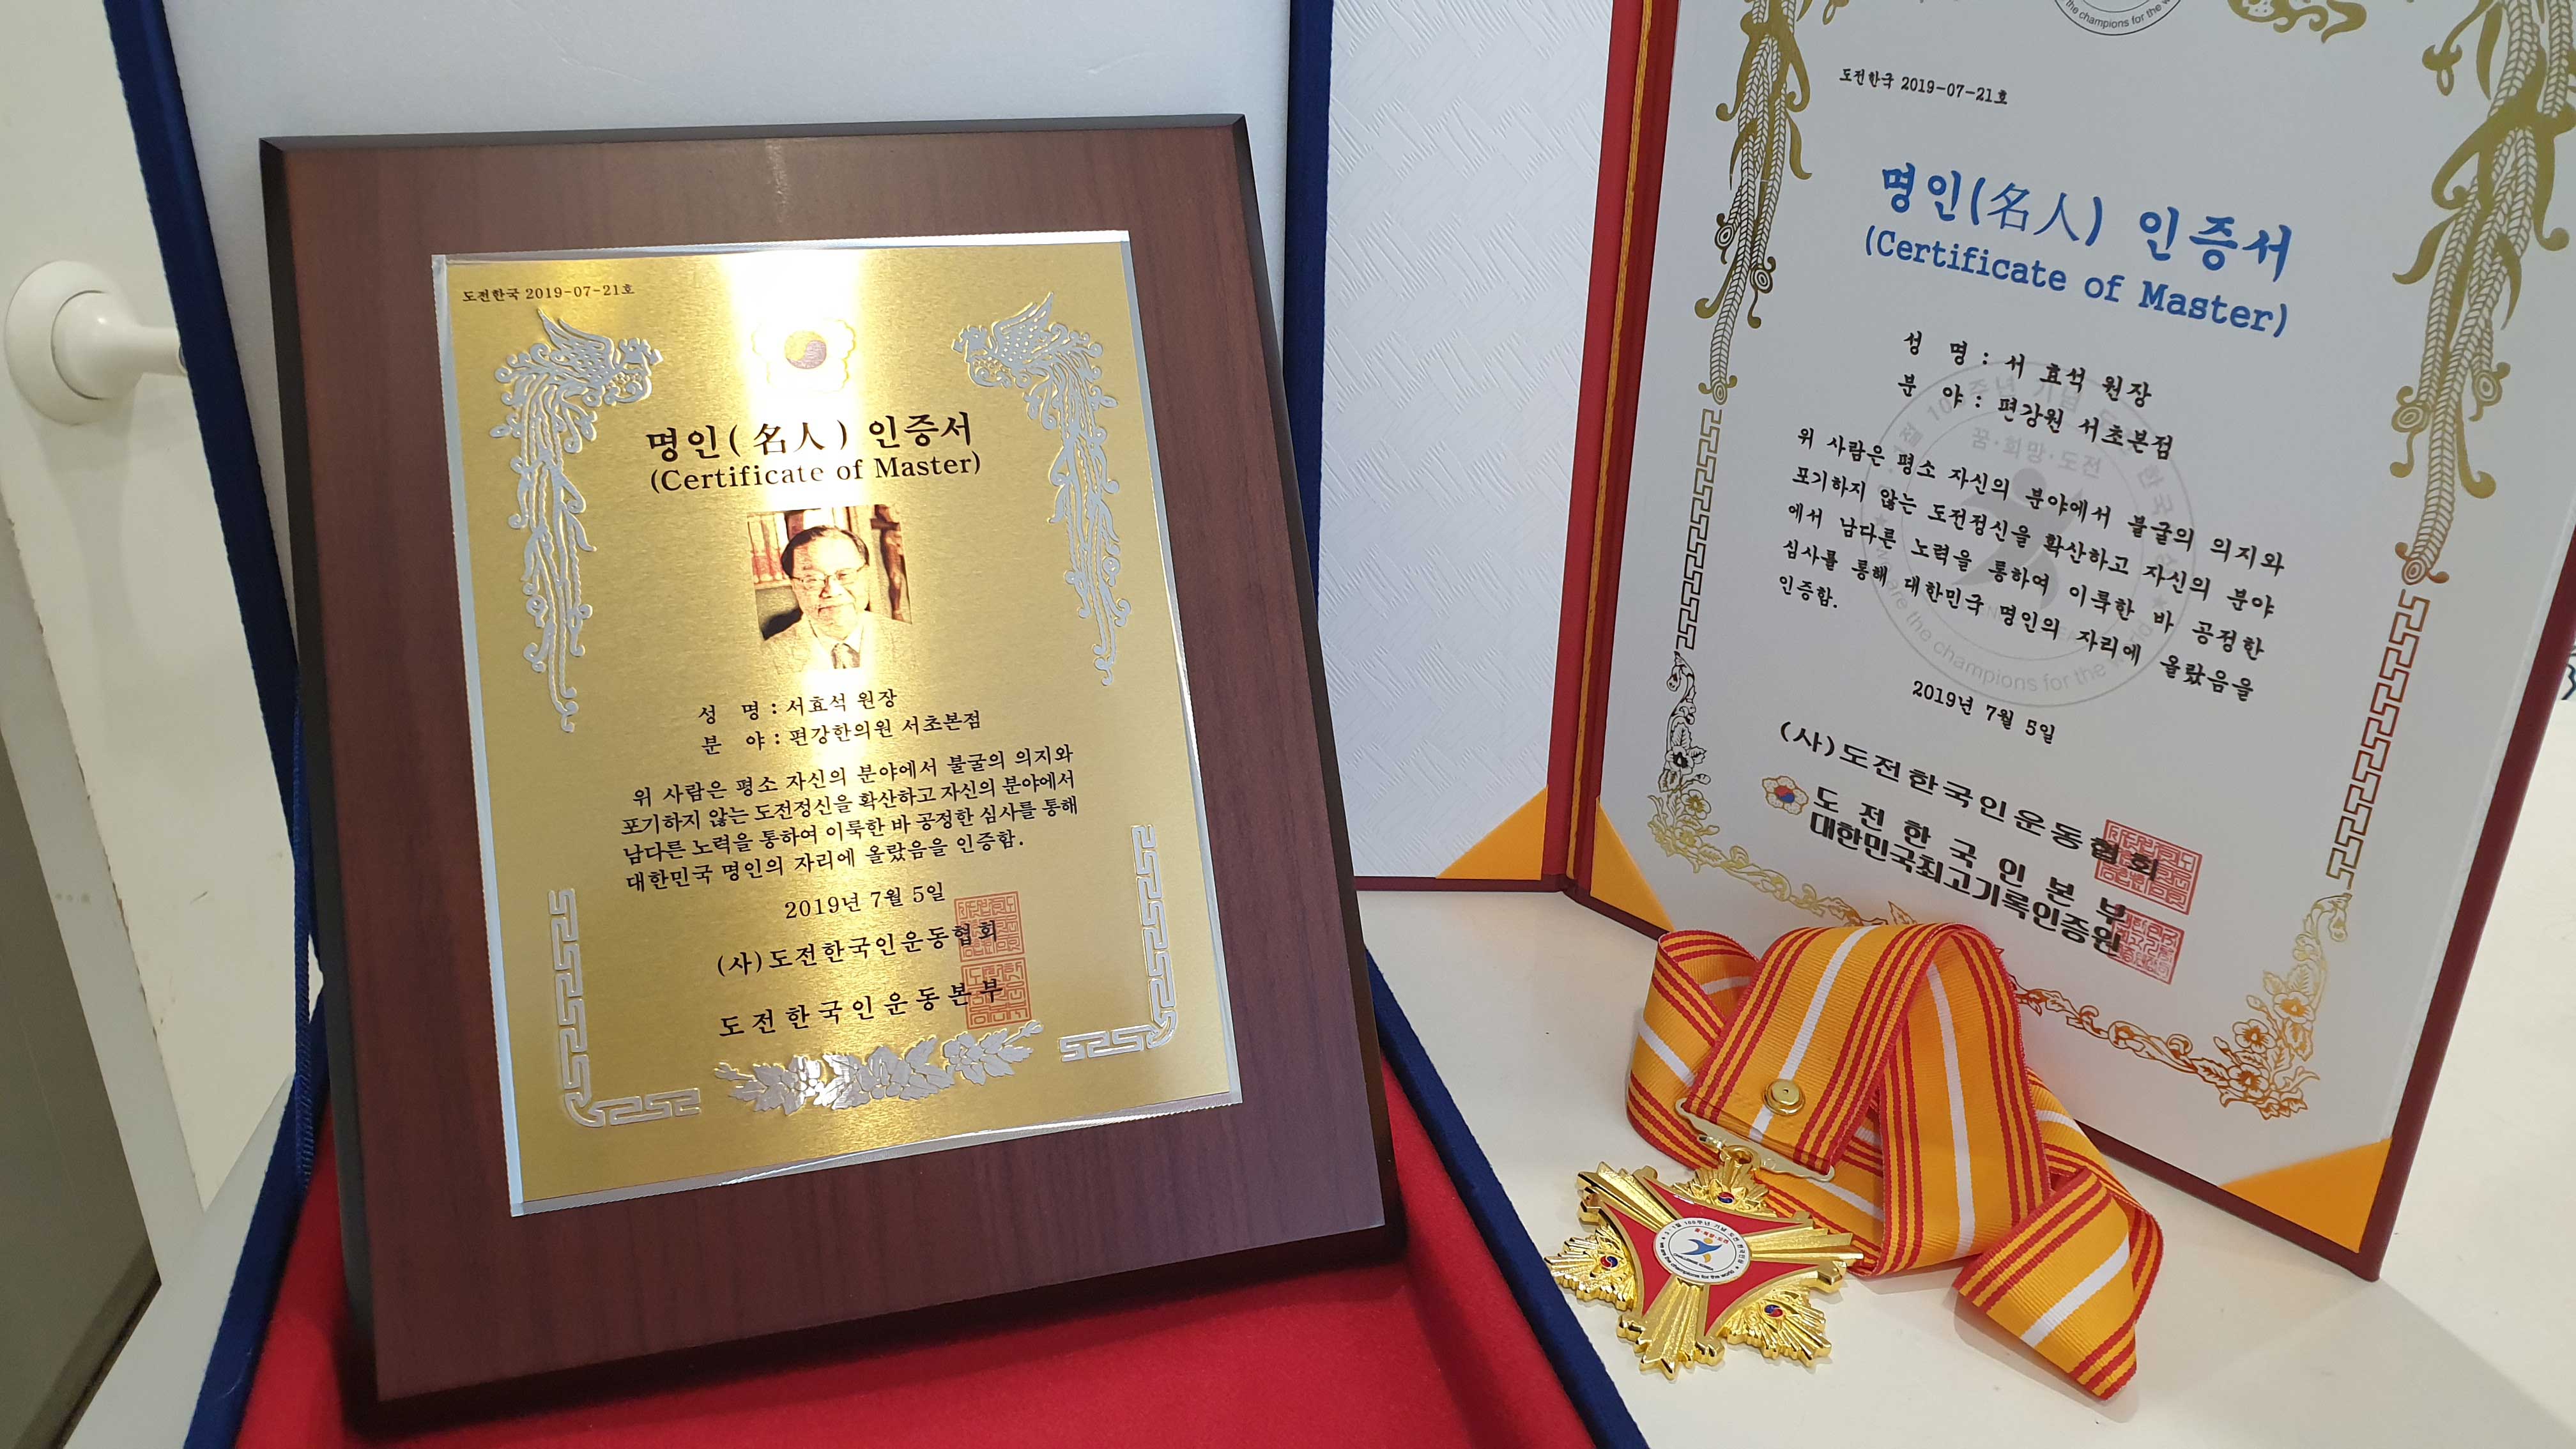 도전한국 2019-07-21호
명인(名人) 인증서
(Certificate of Master)
성 명 : 서효석 원장
분 야 : 편강한의원 서초본점
위 사람은 평소 자신의 분야에서 불굴의 의지와
포기하지 않는 도전정신을 확산하고 자신의 분야에서
남다른 노력을 통하여 이룩한 바 공정한 심사를 통해
대한민국 명인의 자리에 올랐음을 인증함.
2019년 7월 5일
(사)도전한국인운동협회
도전한국인운동본부
the champions for the w
도전한국 2019-07-21호
명인(名人) 인증서
(Certificate of Master)
성 명 : 서 효석 원장
분 야 : 편강원 서초본점
위 사람은 평소 자신의 분야에서 불굴의 의지와
포기하지 않는 도전정신을 확산하고 자신의 분야
에서 남다른 노력을 통하여 이룩한 바 공정한
심사를 통해 대한민국 명인의 자리에 올랐음을
인증함.
꿈·희망·도전
are the champions for the
2019년 7월 5일
(사)도전한국인운동협회
도전한국인본부
대한민국최고기록인증원